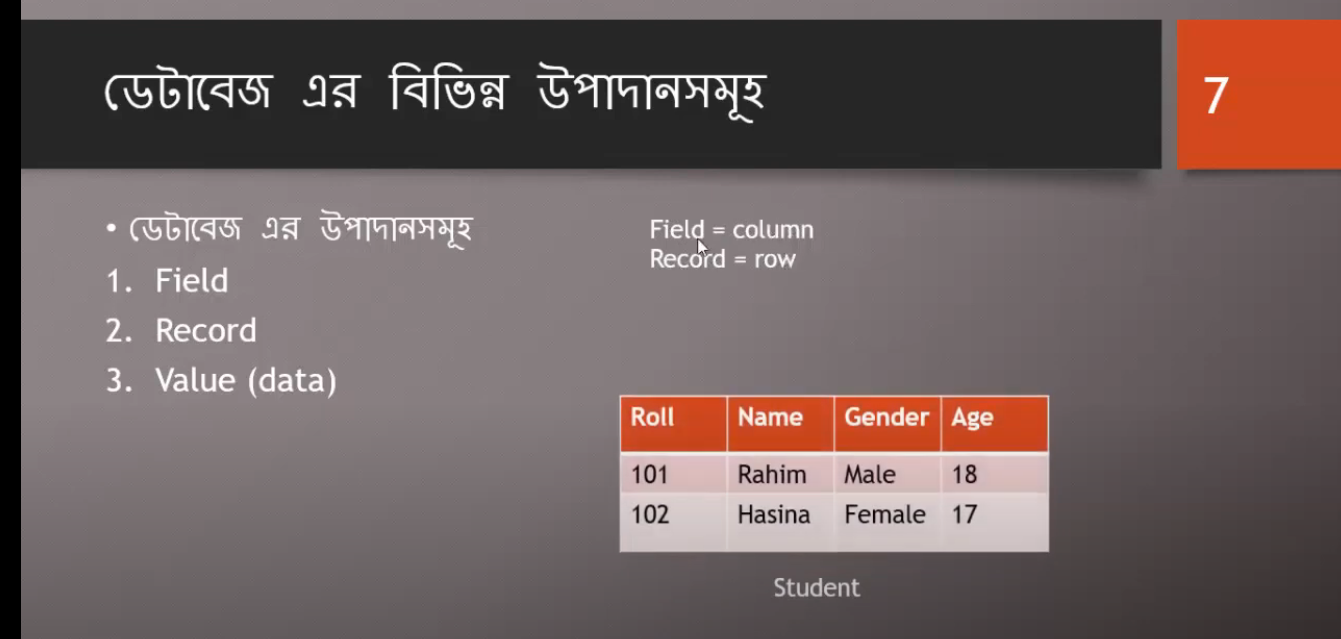 ডেটাবেজ এর বিভিন্ন উপাদানসমূহ
7
• ডেটাবেজ এর উপাদানসমূহ
1. Field
2. Record
3. Value (data)
Field = column
Record = row
Roll Name Gender Age
101 Rahim Male 18
102 Hasina Female 17
Student